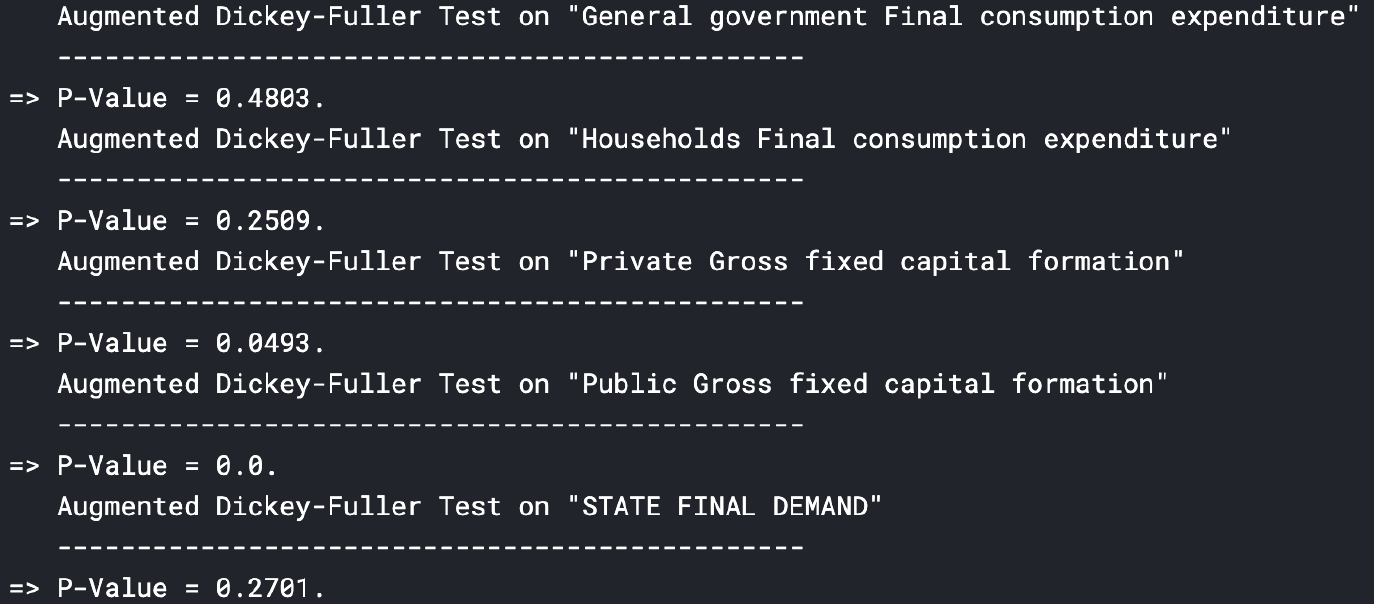 Augmented Dickey-Fuller Test on "General government Final consumption expenditure"
-----------------------------------------------
=> P-Value = 0.4803.
Augmented Dickey-Fuller Test on "Households Final consumption expenditure"
-----------------------------------------------
=> P-Value = 0.2509.
Augmented Dickey-Fuller Test on "Private Gross fixed capital formation"
-----------------------------------------------
=> P-Value = 0.0493.
Augmented Dickey-Fuller Test on "Public Gross fixed capital formation"
-----------------------------------------------
=> P-Value = 0.0.
Augmented Dickey-Fuller Test on "STATE FINAL DEMAND"
-----------------------------------------------
=> P-Value = 0.2701.